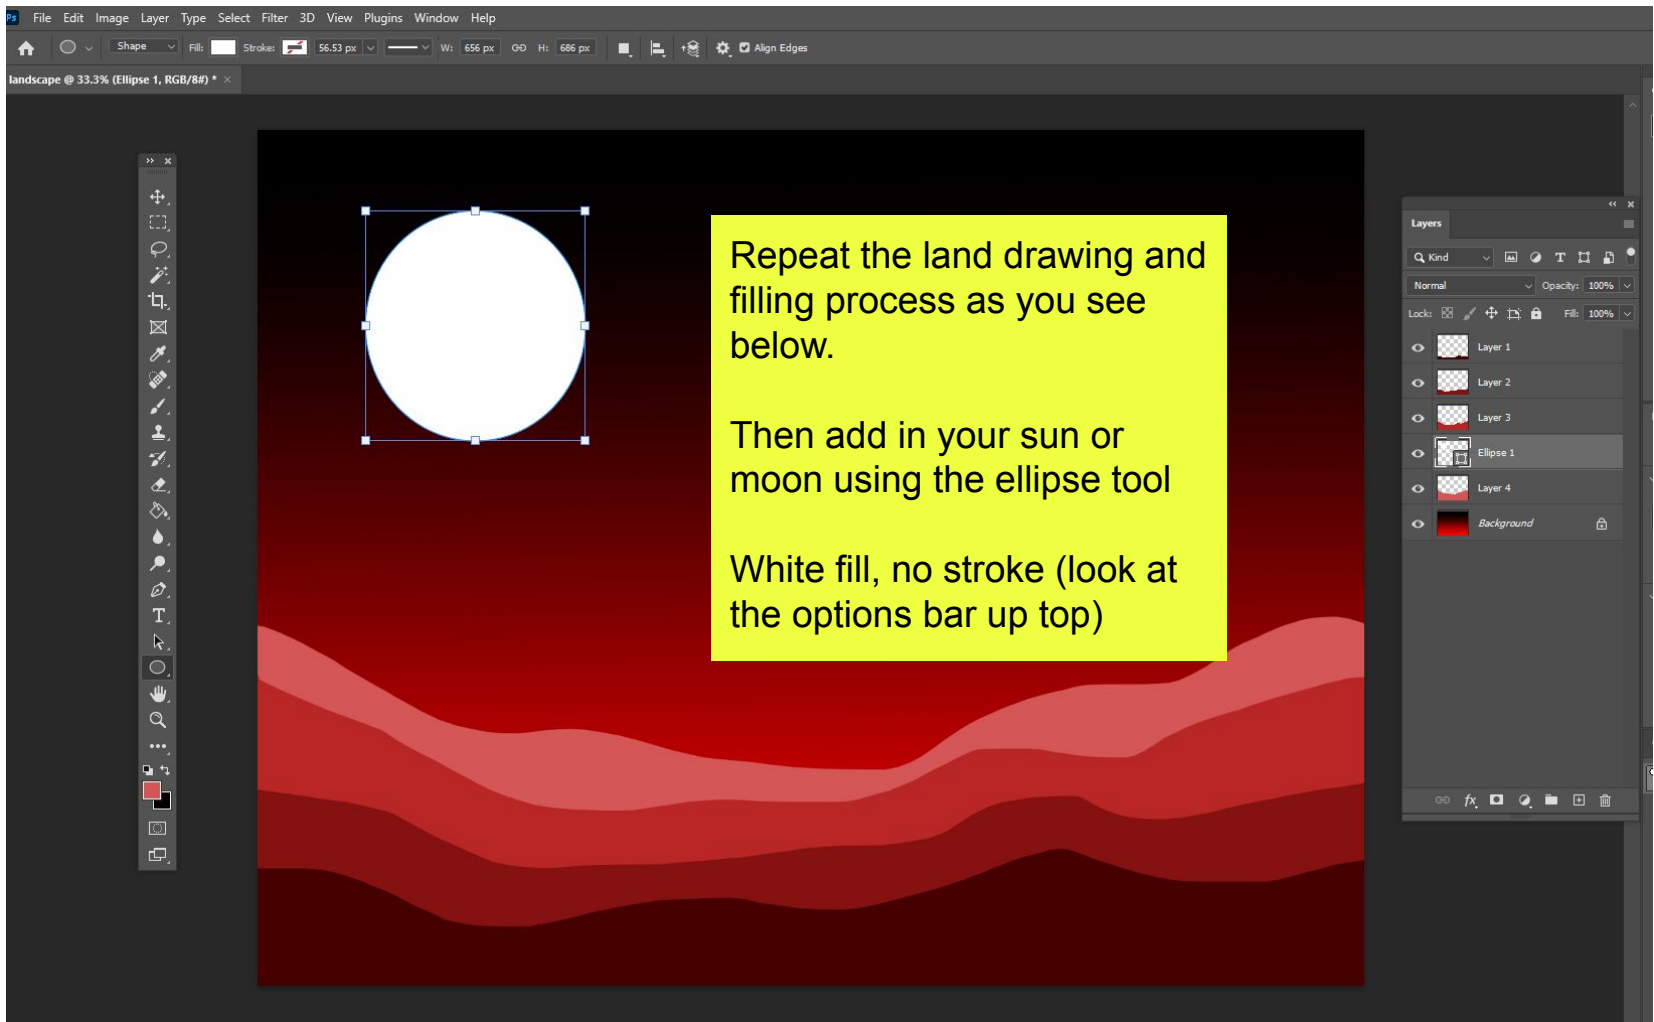 Ps File Edit Image Layer Type Select Filter 3D View Plugins Window Help
Shape Fill: Stroke: 56.53 px W: 656 px H: 686 px Align Edges
landscape @ 33.3% (Ellipse 1, RGB/8#) * ×
Repeat the land drawing and
filling process as you see
below.
Then add in your sun or
moon using the ellipse tool
White fill, no stroke (look at
the options bar up top)
Layers
Kind
Normal Opacity: 100%
Lock: Fill: 100%
Layer 1
Layer 2
Layer 3
Ellipse 1
Layer 4
Background
fx